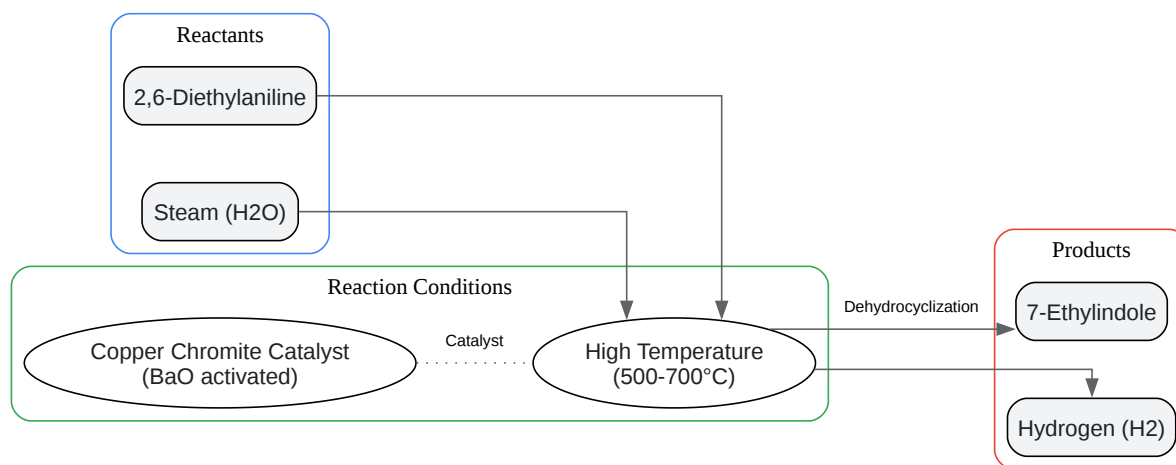 Reactants
2,6-Diethylaniline
Steam (H2O)
Reaction Conditions
Copper Chromite Catalyst
(BaO activated)
Catalyst
High Temperature
(500-700°C)
Dehydrocyclization
Products
7-Ethylindole
Hydrogen (H2)